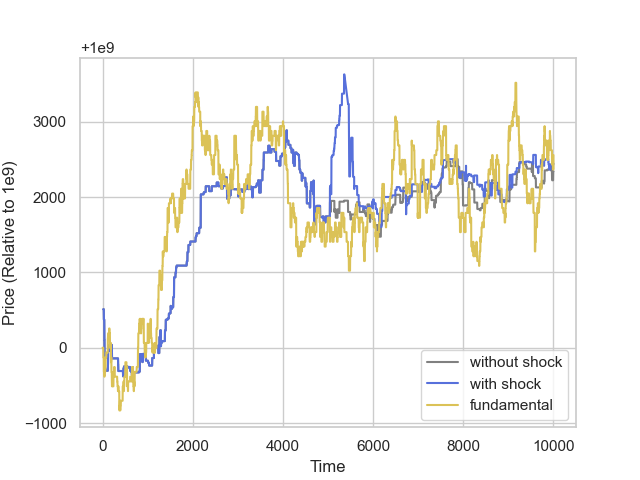 +1e9
3000
2000
1000
0
−1000
Price (Relative to 1e9)
without shock
with shock
fundamental
0 2000 4000 6000 8000 10000
Time